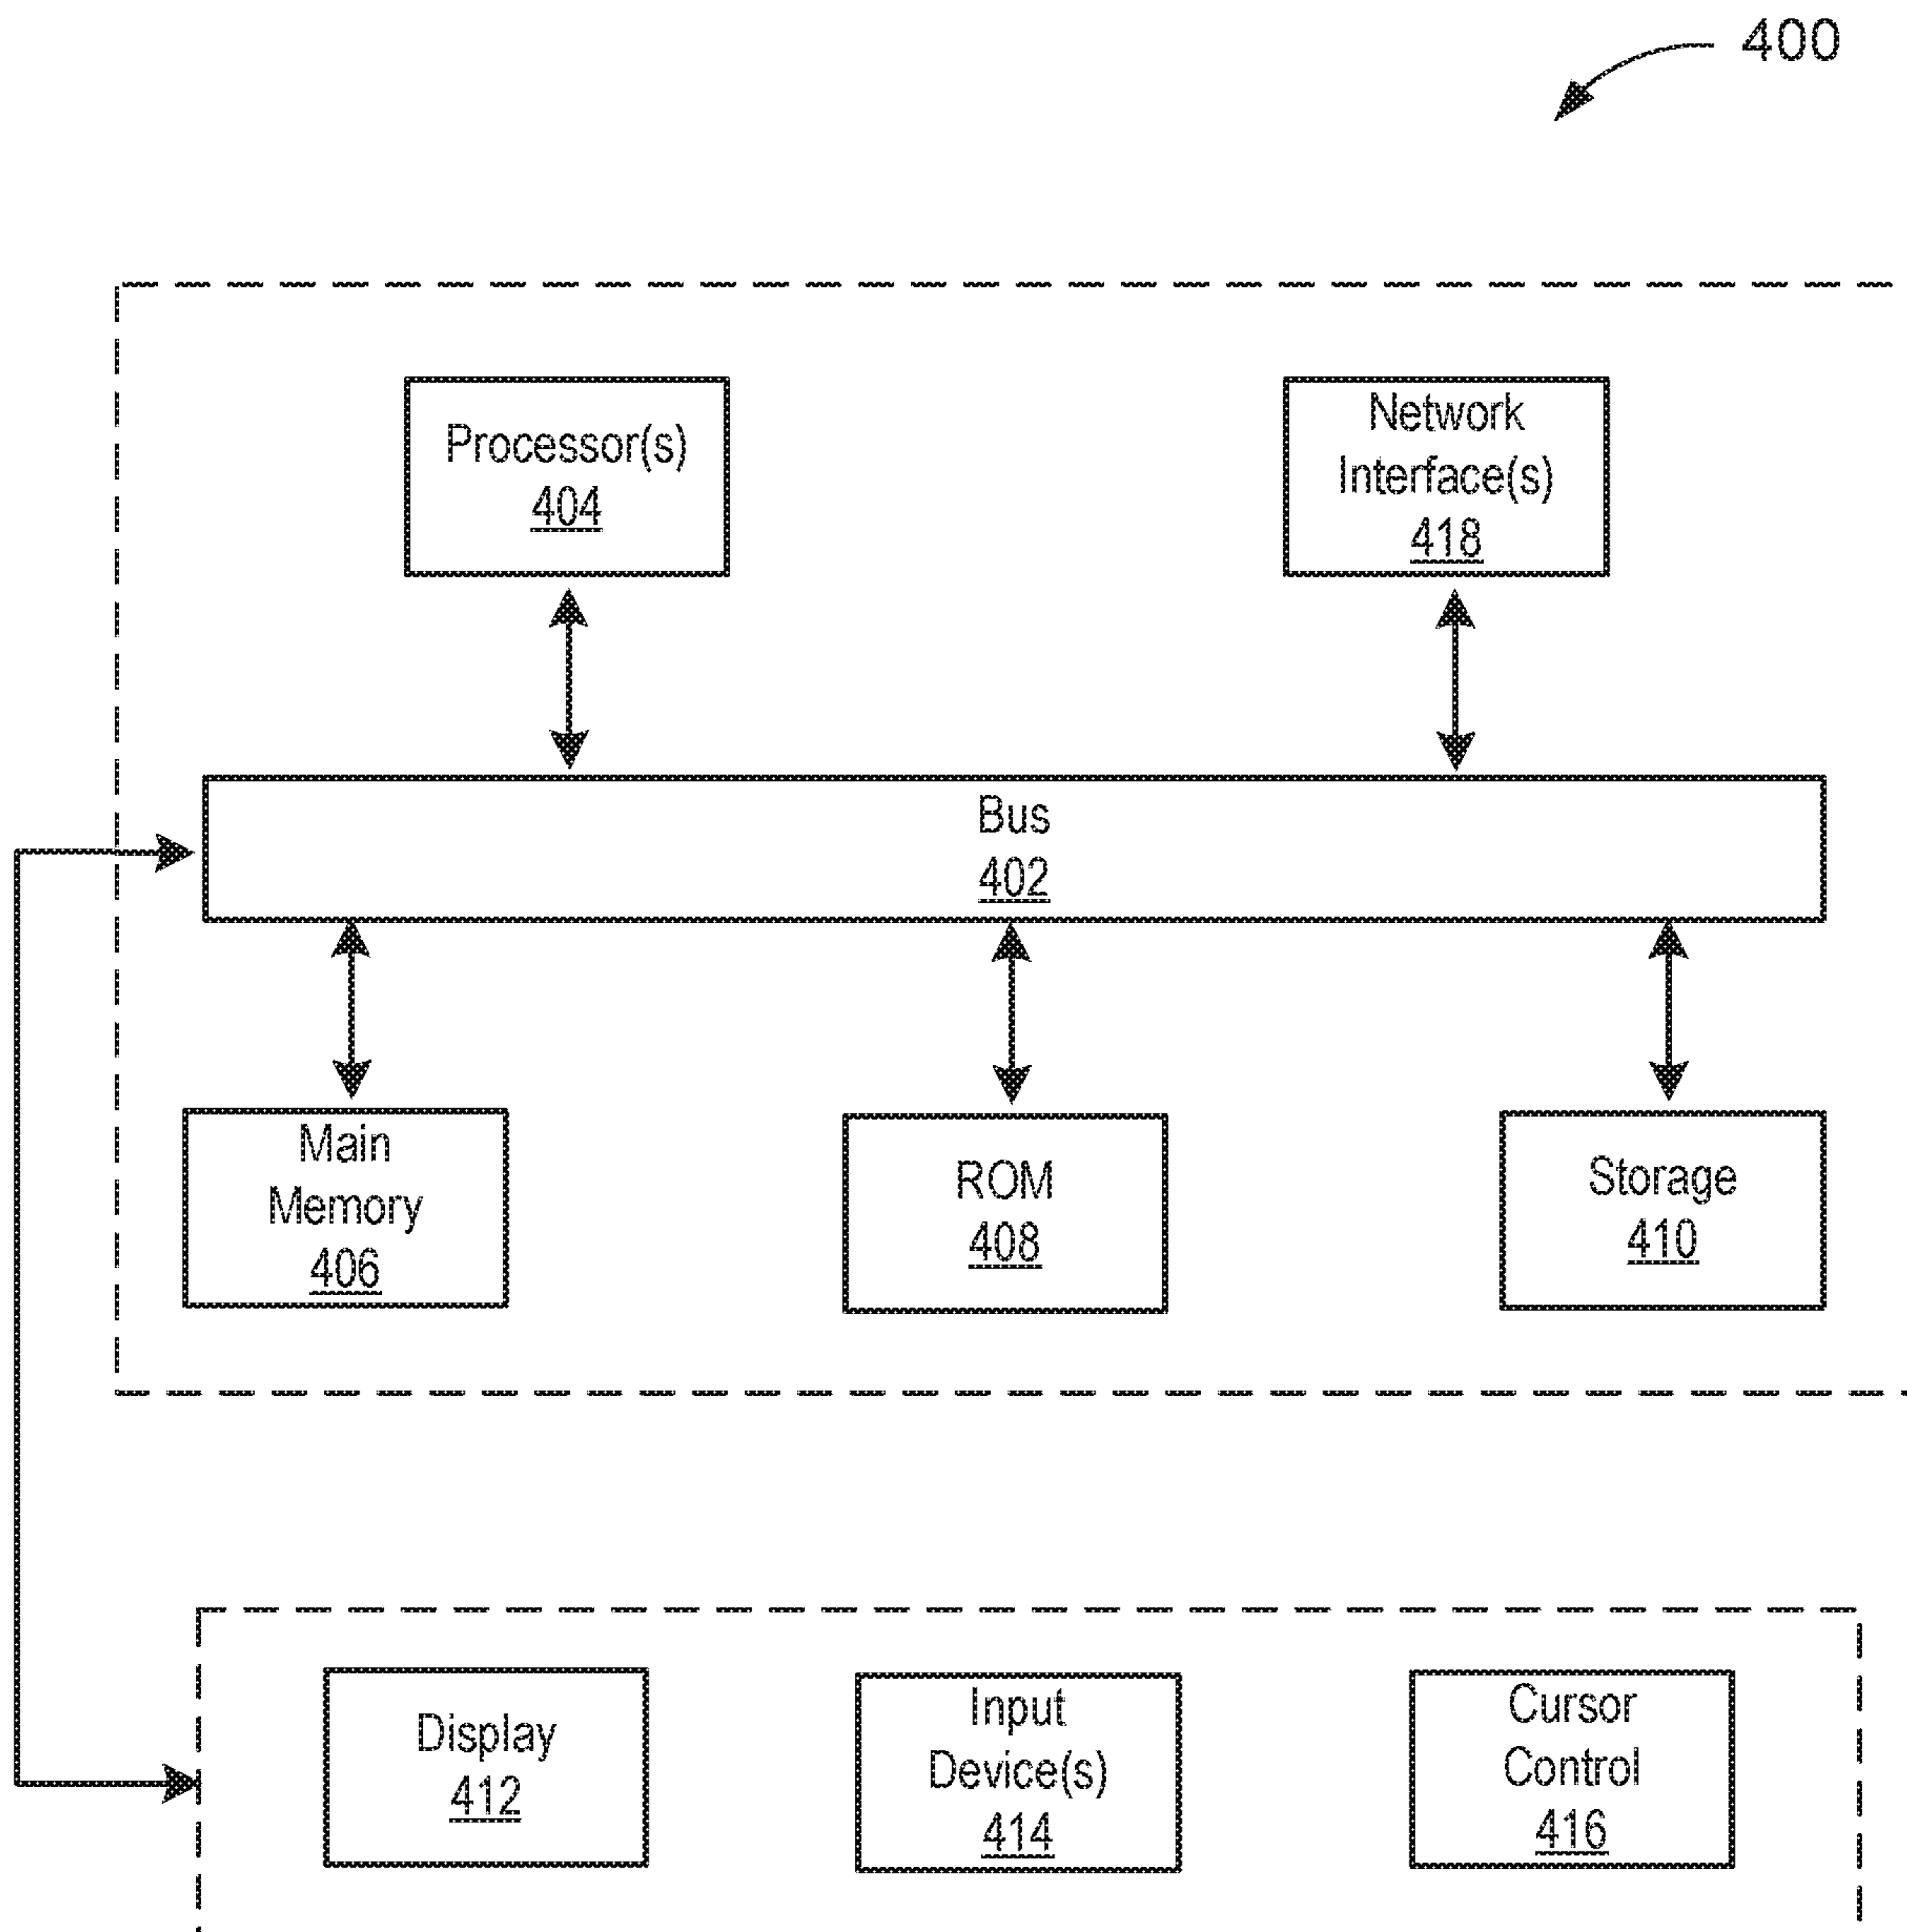 400
Processor(s)
404
Network
Interface(s)
418
Bus
402
Main
Memory
406
ROM
408
Storage
410
Display
412
Input
Device(s)
414
Cursor
Control
416